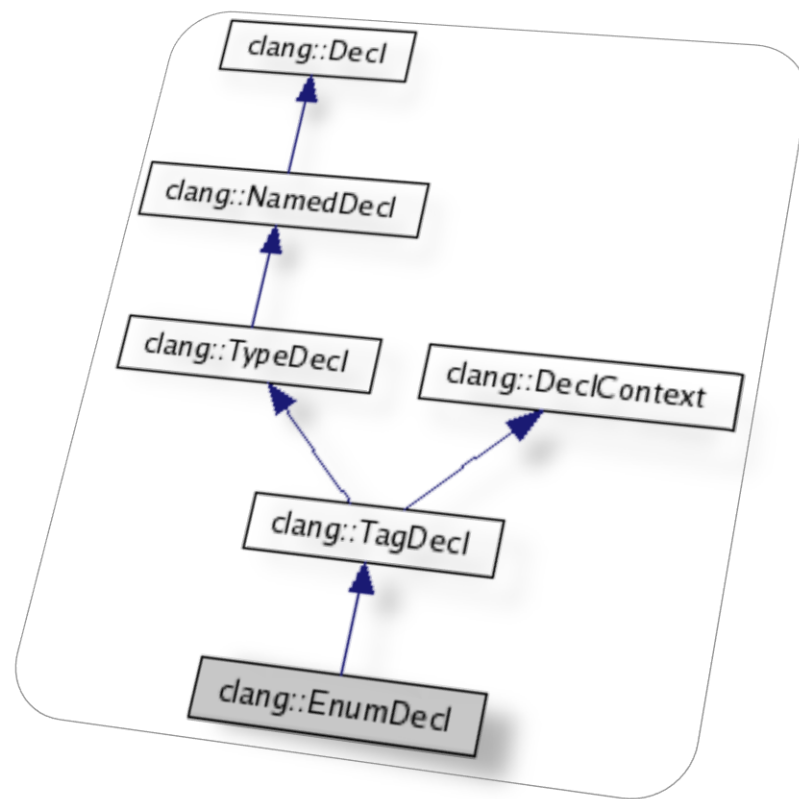 clang::Decl
clang::NamedDecl
clang::TypeDecl
clang::DeclContext
clang::TagDecl
clang::EnumDecl